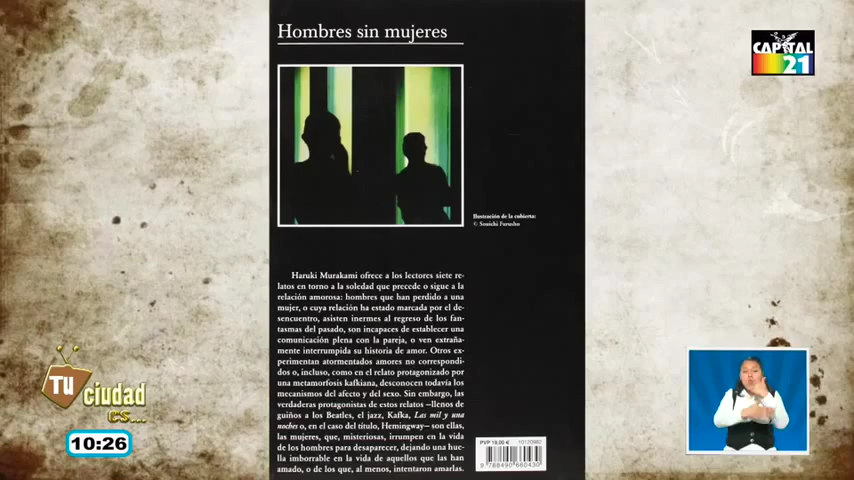 Hombres sin mujeres
CAPITAL
21
Ilustración de la cubierta:
© Souichi Furusho
Haruki Murakami ofrece a los lectores siete re-
latos en torno a la soledad que precede o sigue a la
relación amorosa: hombres que han perdido a una
mujer, o cuya relación ha estado marcada por el de-
sencuentro, asisten inermes al regreso de los fan-
tasmas del pasado, son incapaces de establecer una
comunicación plena con la pareja, o ven extraña-
mente interrumpida su historia de amor. Otros ex-
perimentan atormentados amores no correspondi-
dos o, incluso, como en el relato protagonizado por
una metamorfosis kafkiana, desconocen todavía los
mecanismos del afecto y del sexo. Sin embargo, las
verdaderas protagonistas de estos relatos –llenos de
guiños a los Beatles, el jazz, Kafka, Las mil y una
noches o, en el caso del título, Hemingway– son ellas,
las mujeres, que, misteriosas, irrumpen en la vida
de los hombres para desaparecer, dejando una hue-
lla imborrable en la vida de aquellos que las han
amado, o de los que, al menos, intentaron amarlas.
PVP 19,00 € 10120982
9 788490 660430
Tu
ciudad
es...
10:26